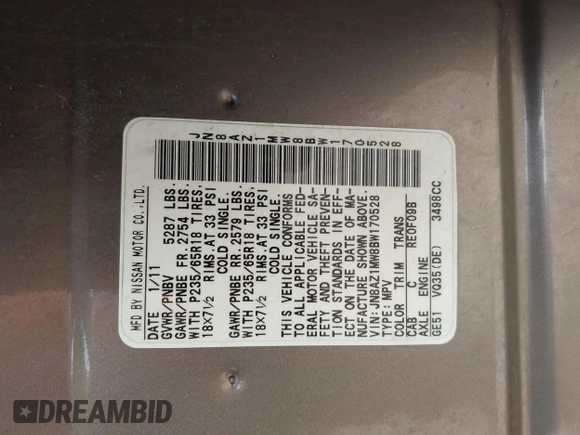 JN8AZ1MW8BW170528
MFD BY NISSAN MOTOR CO.,LTD.
DATE 1/11
GVWR/PNBV 5287 LBS.
GAWR/PNBE FR 2754 LBS.
WITH P235/65R18 TIRES.
18X7½ RIMS AT 33 PSI
COLD SINGLE.
GAWR/PNBE RR 2579 LBS.
WITH P235/65R18 TIRES.
18X7½ RIMS AT 33 PSI
COLD SINGLE.
THIS VEHICLE CONFORMS
TO ALL APPLICABLE FED-
ERAL MOTOR VEHICLE SA-
FETY AND THEFT PREVEN-
TION STANDARDS IN EFF-
ECT ON THE DATE OF MA-
NUFACTURE SHOWN ABOVE.
VIN:JN8AZ1MW8BW170528
TYPE:MPV
COLOR TRIM TRANS
CAB C RE0F09B
AXLE ENGINE
GE51 VQ35(DE) 3498CC
DREAMBID